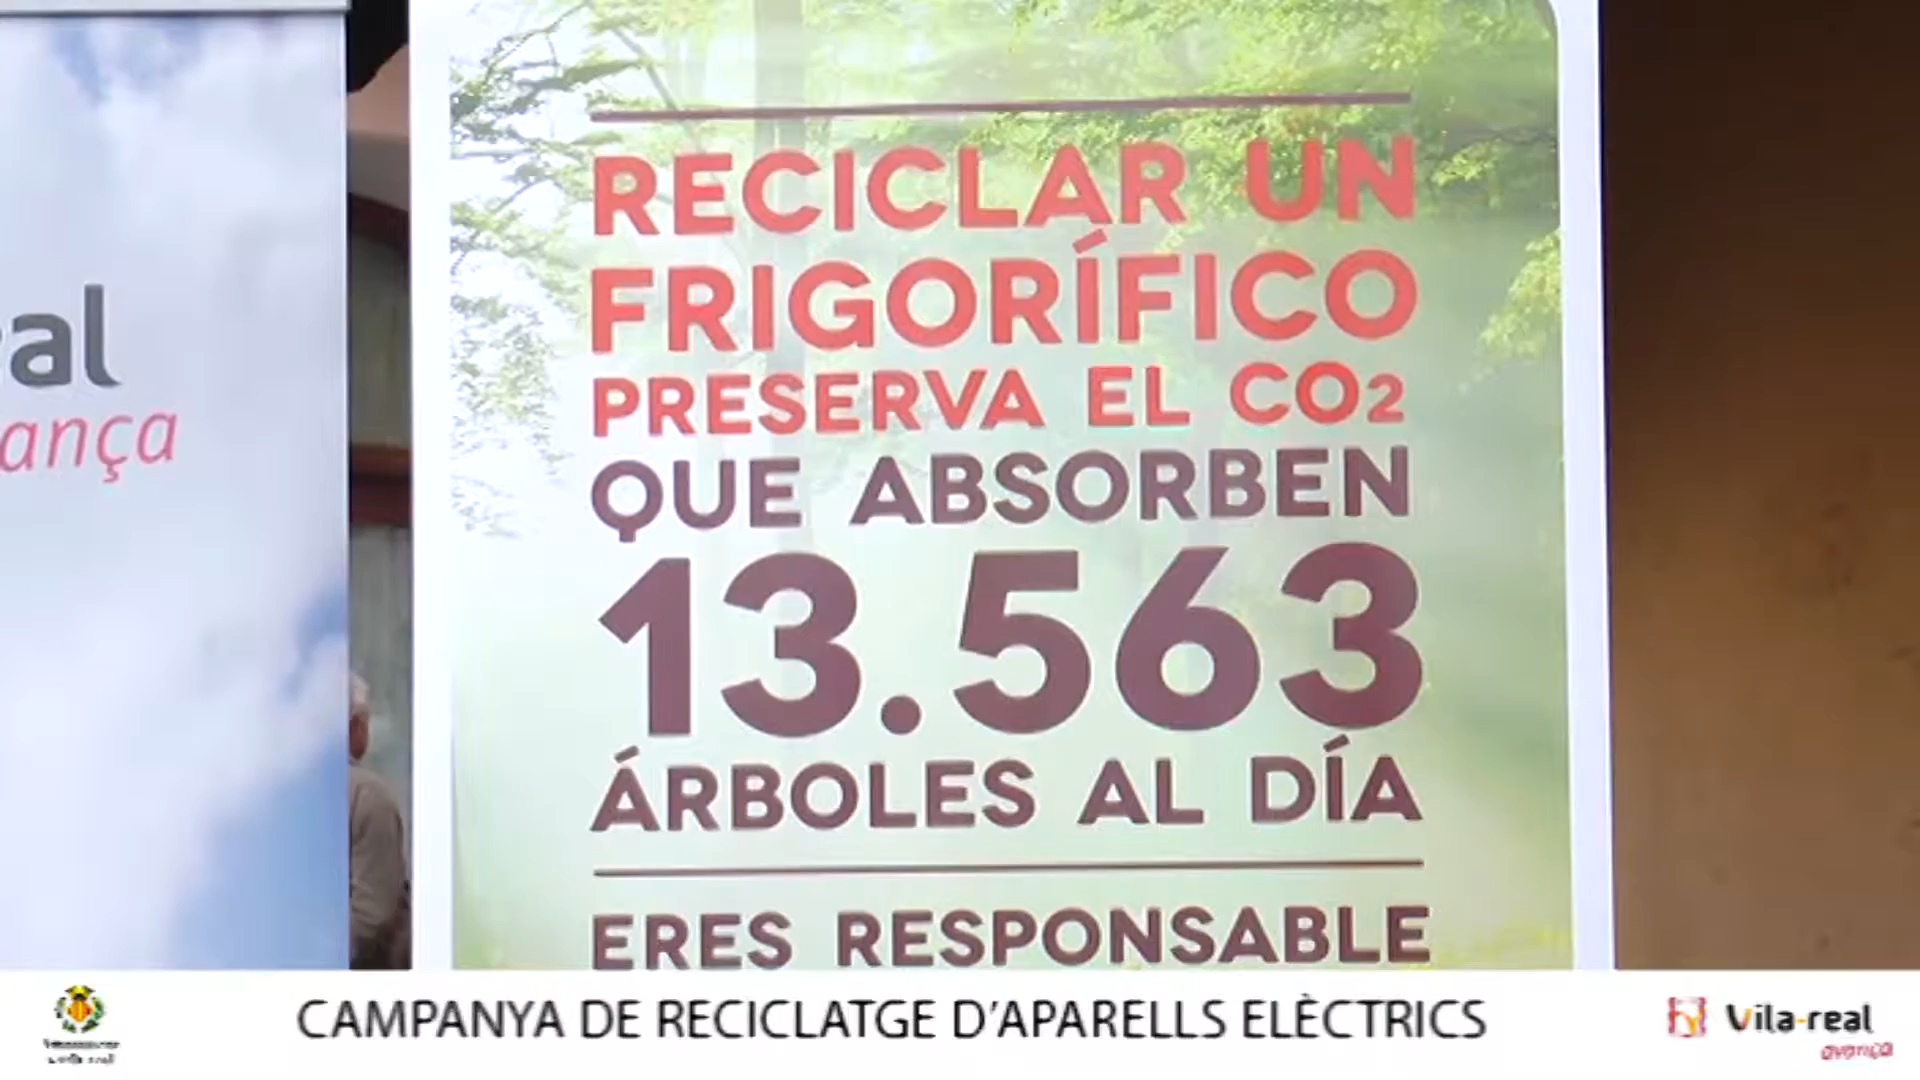 RECICLAR UN
FRIGORÍFICO
PRESERVA EL CO2
QUE ABSORBEN
13.563
ÁRBOLES AL DÍA
ERES RESPONSABLE
eal
ança
CAMPANYA DE RECICLATGE D'APARELLS ELÈCTRICS
Vila-real
avança